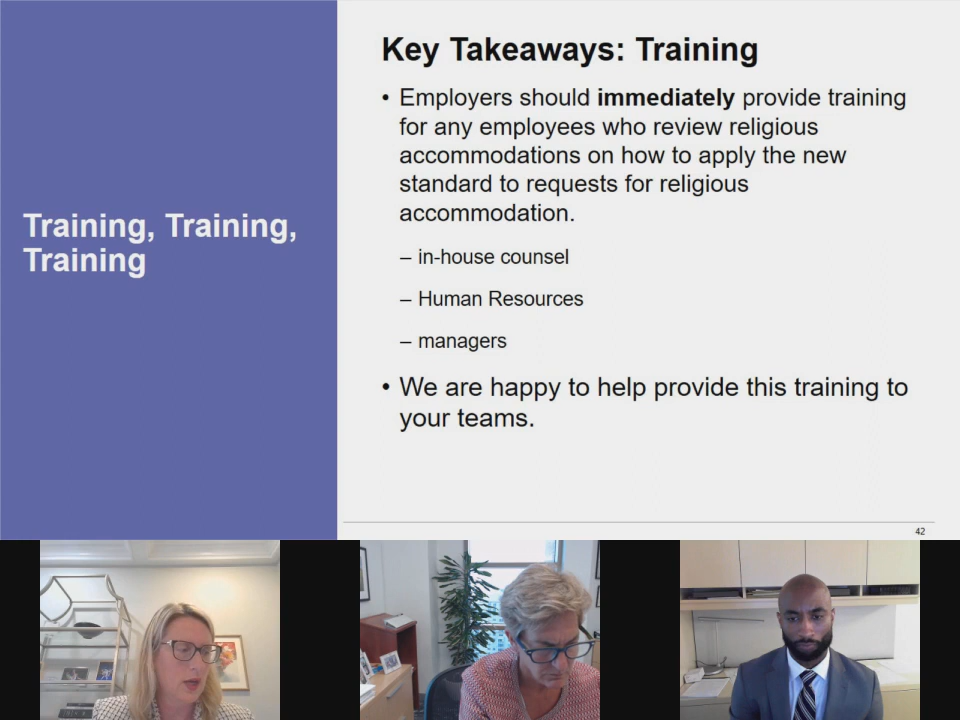 Training, Training,
Training
Key Takeaways: Training
• Employers should immediately provide training
for any employees who review religious
accommodations on how to apply the new
standard to requests for religious
accommodation.
– in-house counsel
– Human Resources
– managers
• We are happy to help provide this training to
your teams.
42